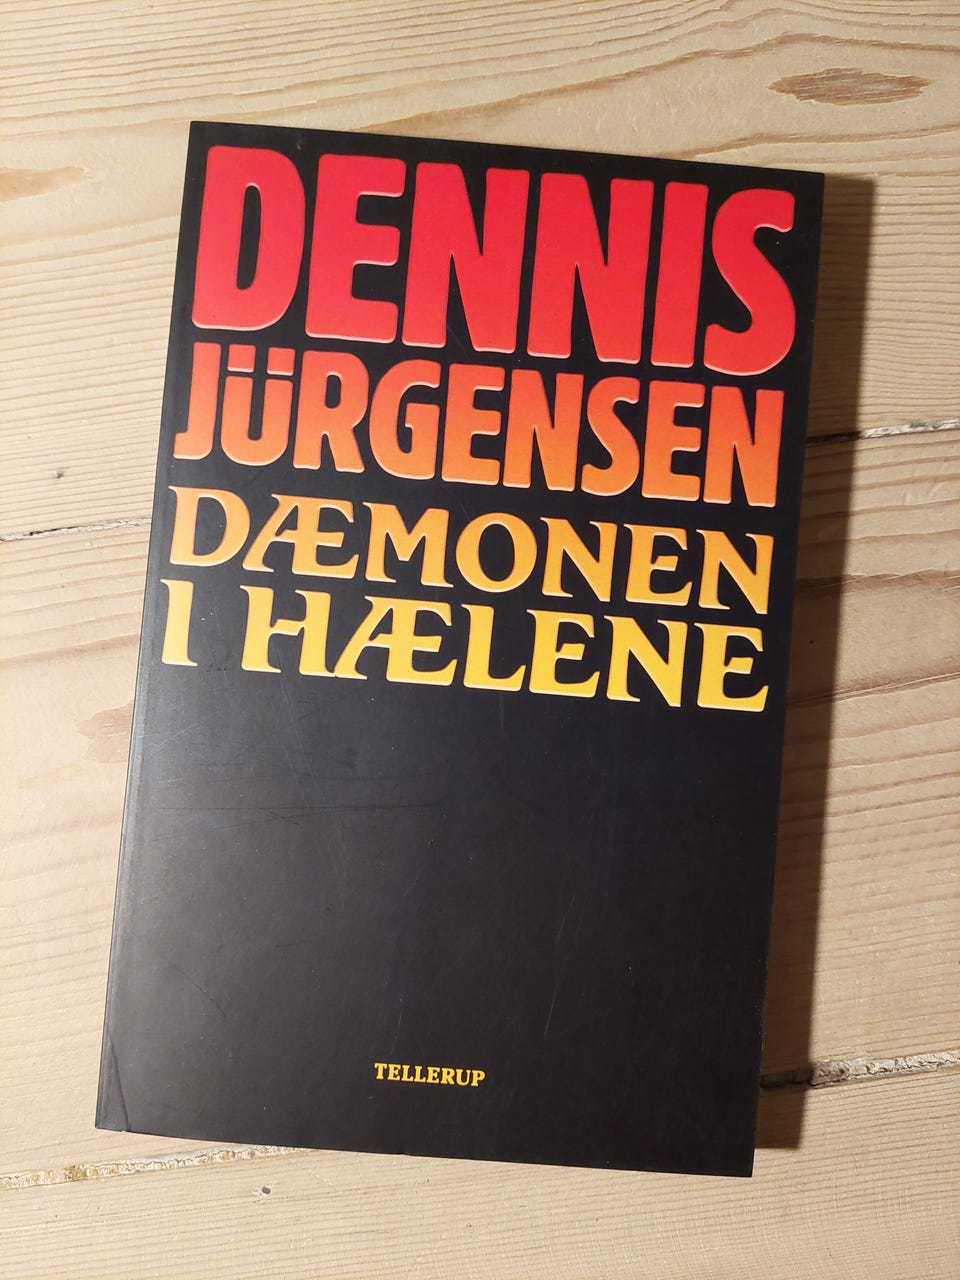 DENNIS
JÜRGENSEN
DÆMONEN
I HÆLENE
TELLERUP